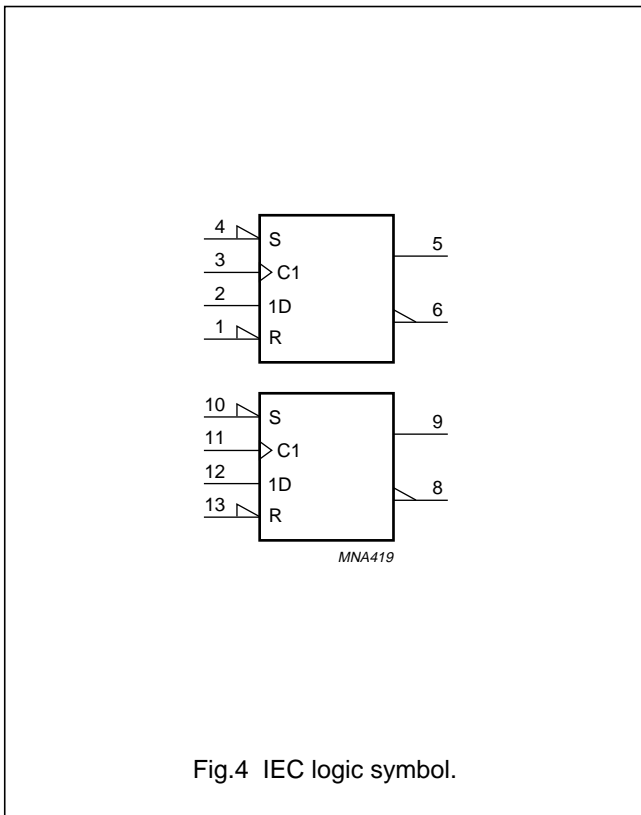 4 S 5
3 C1
2 1D 6
1 R
10 S 9
11 C1
12 1D 8
13 R
MNA419
Fig.4 IEC logic symbol.